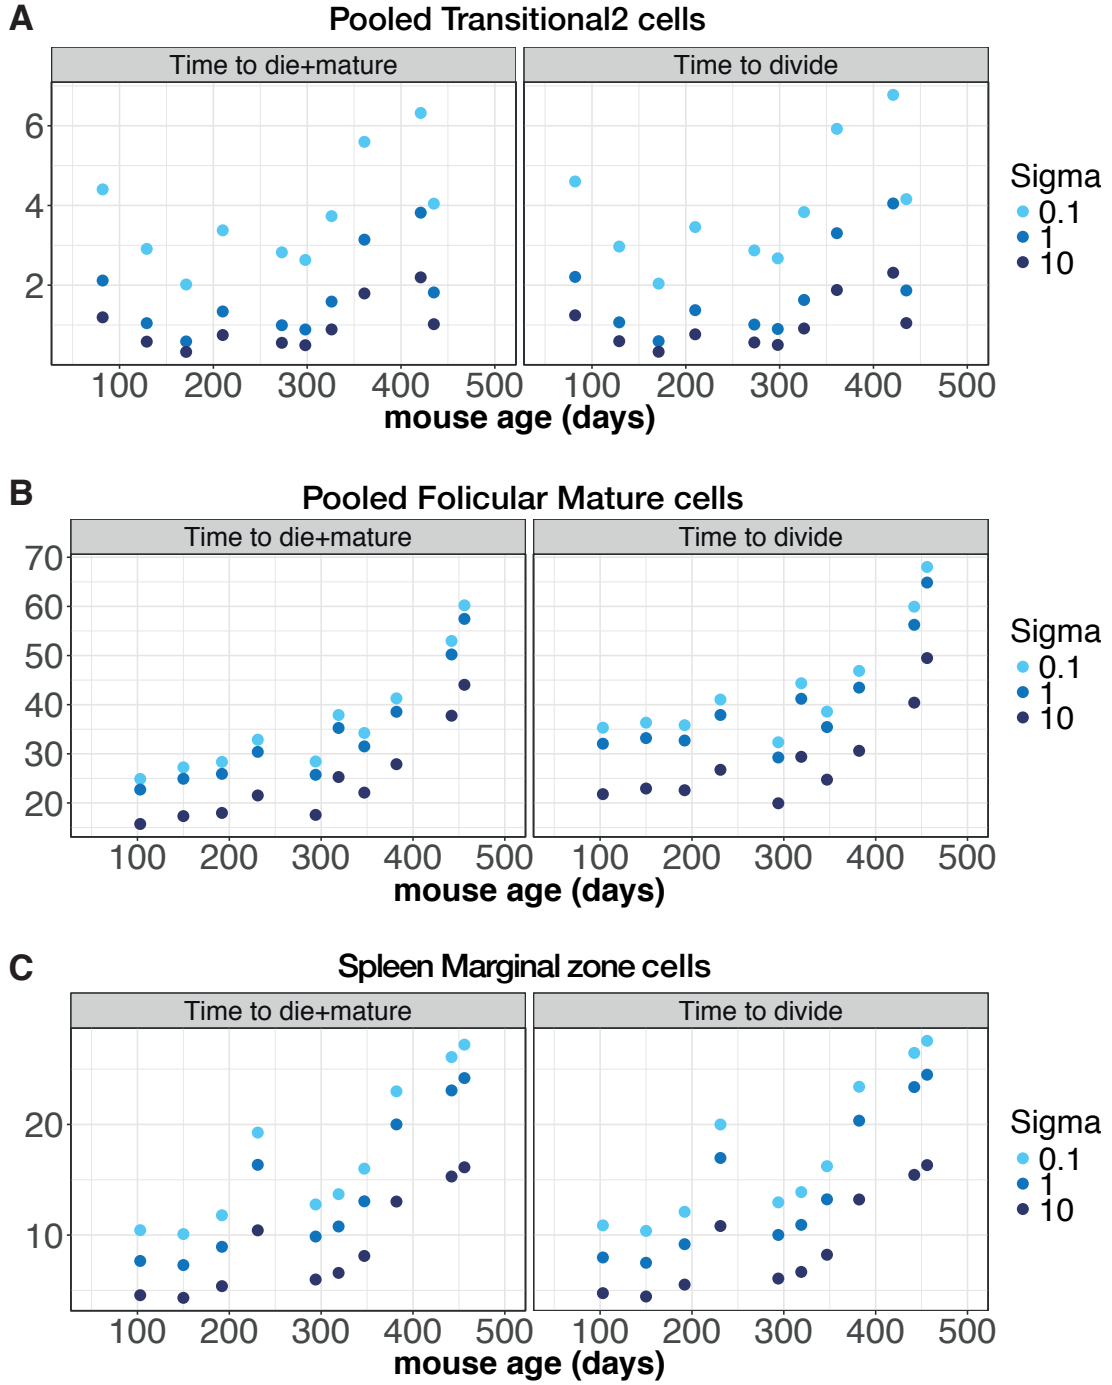 A
Pooled Transitional2 cells
Time to die+mature
Time to divide
6
4
2
100 200 300 400 500
100 200 300 400 500
mouse age (days)
Sigma
0.1
1
10
B
Pooled Folicular Mature cells
Time to die+mature
Time to divide
70
60
50
40
30
20
100 200 300 400 500
100 200 300 400 500
mouse age (days)
Sigma
0.1
1
10
C
Spleen Marginal zone cells
Time to die+mature
Time to divide
20
10
100 200 300 400 500
100 200 300 400 500
mouse age (days)
Sigma
0.1
1
10